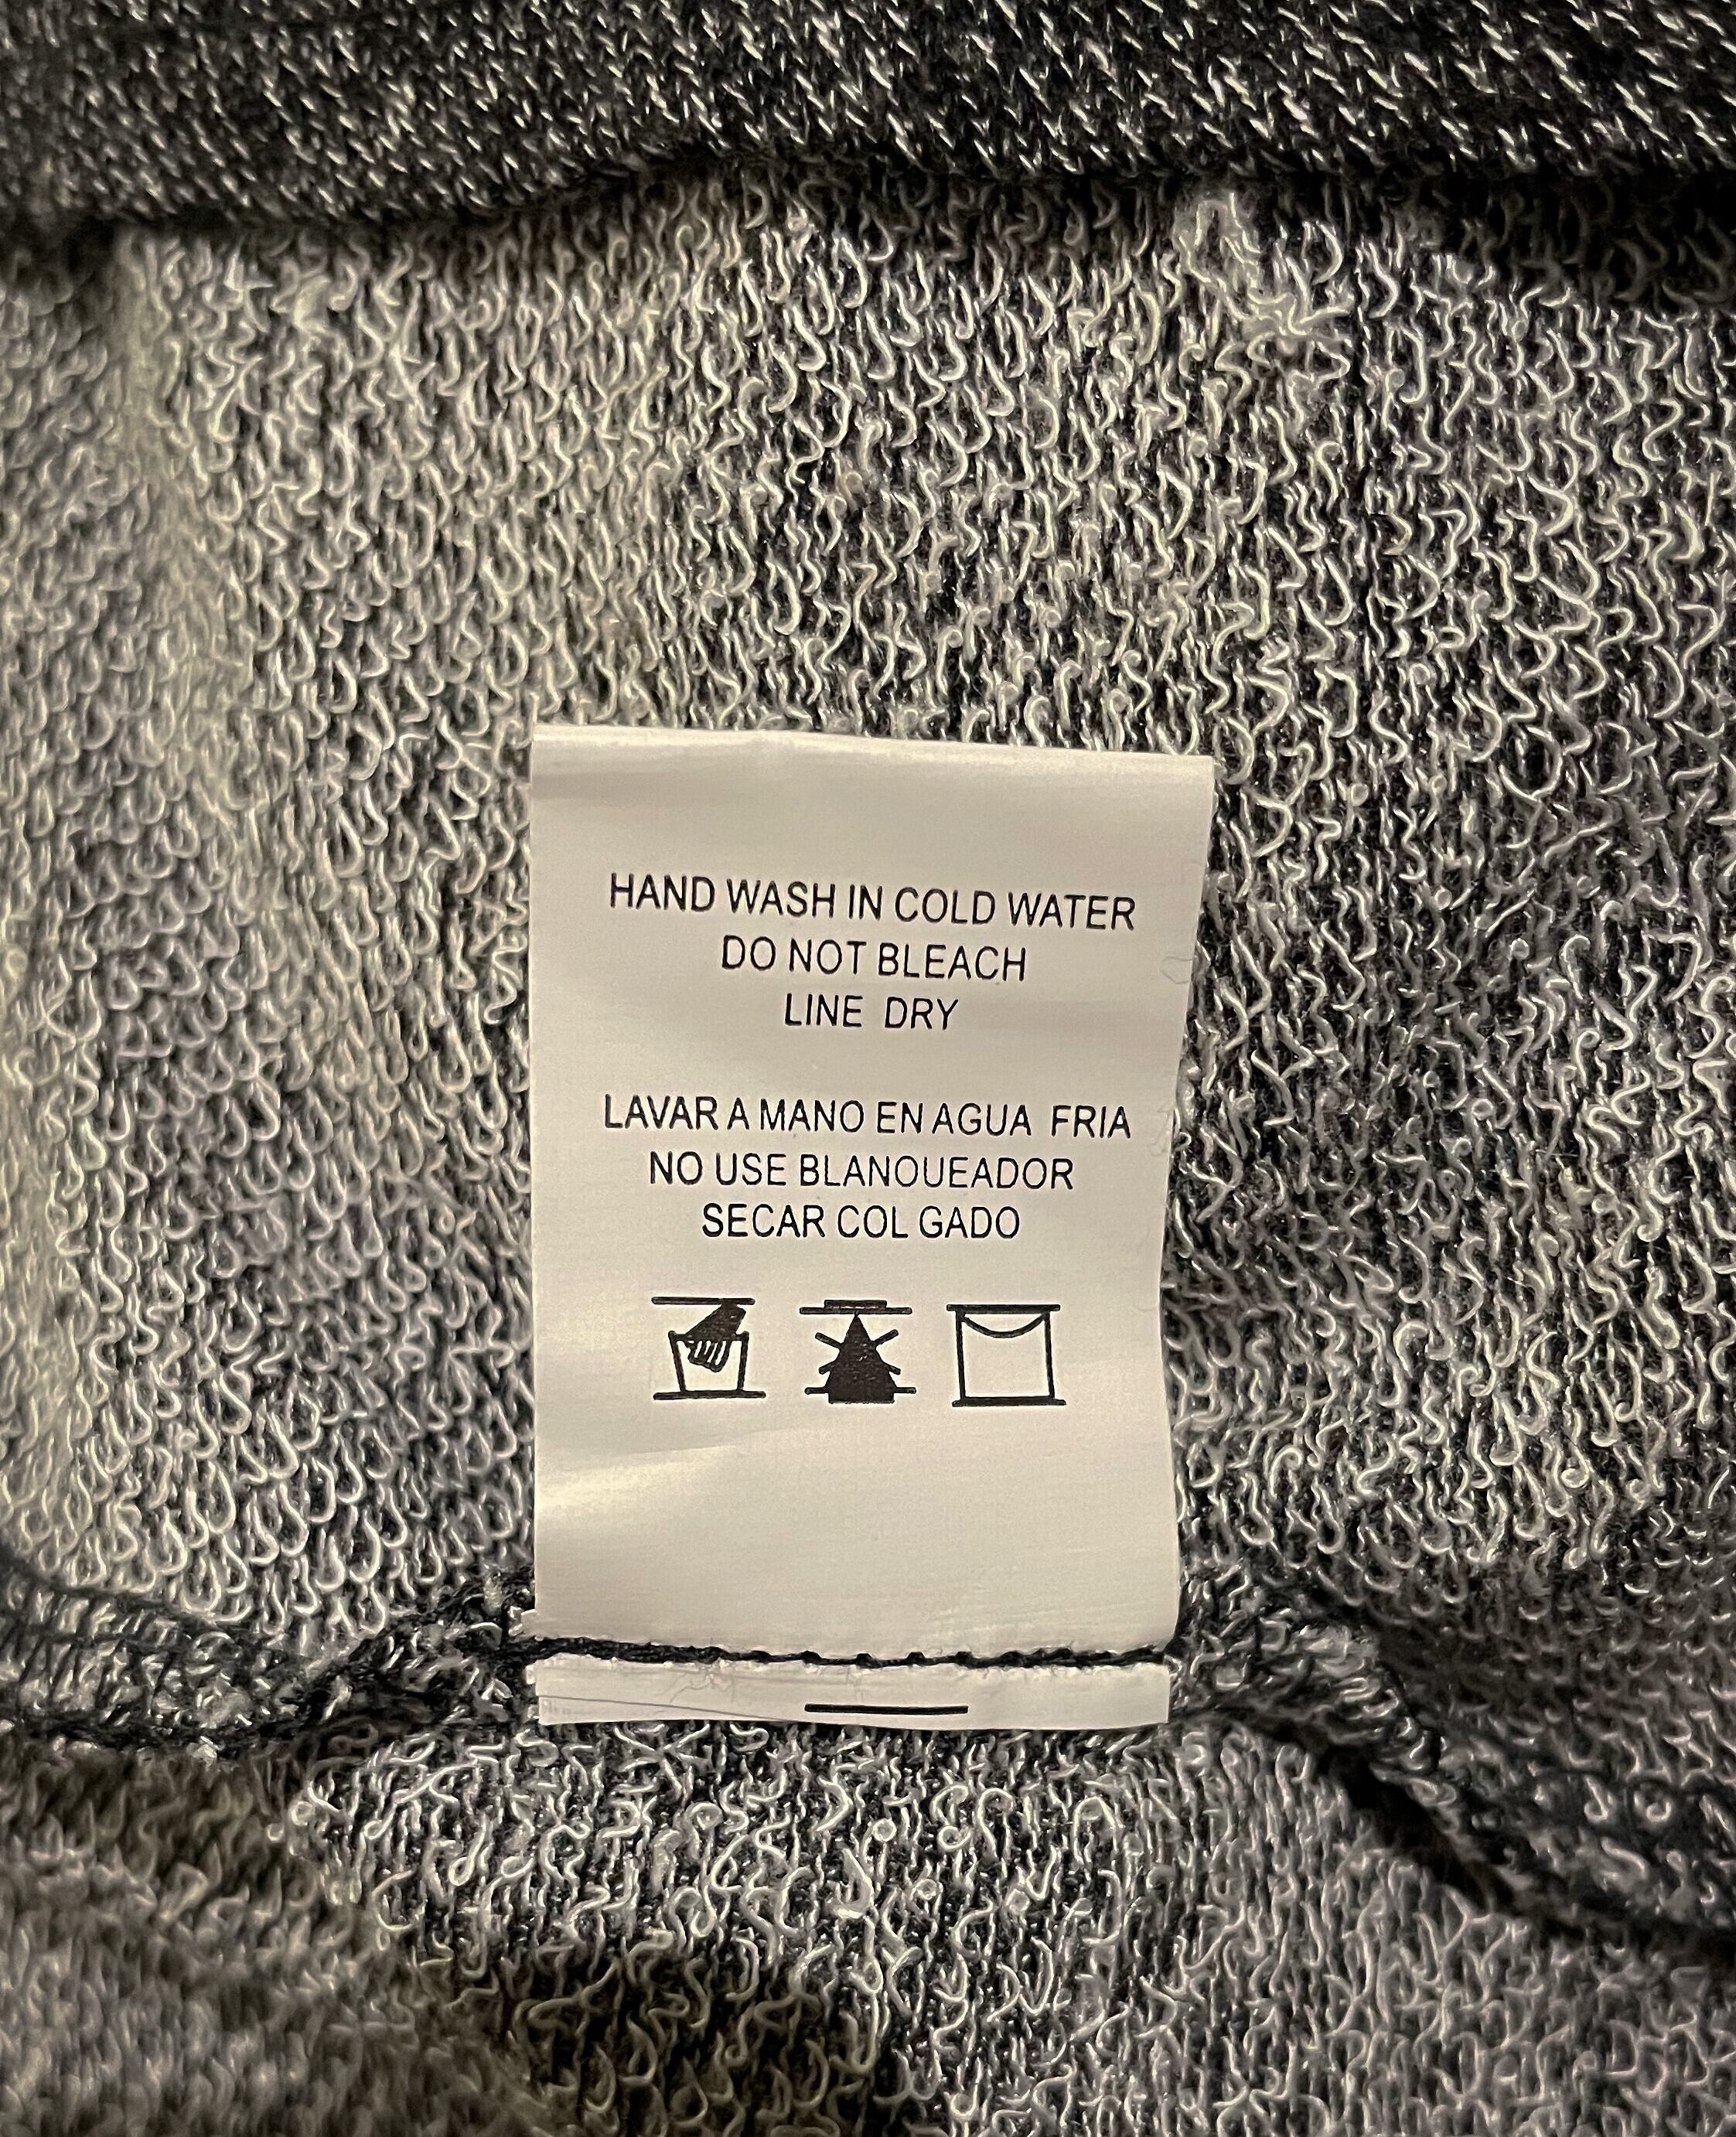 HAND WASH IN COLD WATER
DO NOT BLEACH
LINE DRY
LAVAR A MANO EN AGUA FRIA
NO USE BLANOUEADOR
SECAR COL GADO